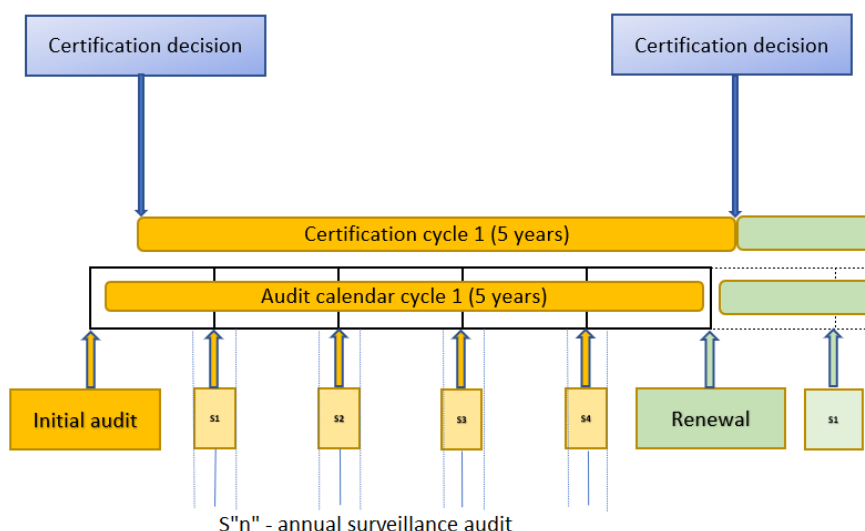 Certification decision
Certification decision
Certification cycle 1 (5 years)
Audit calendar cycle 1 (5 years)
Initial audit
S1
S2
S3
S4
Renewal
S1
S"n" - annual surveillance audit